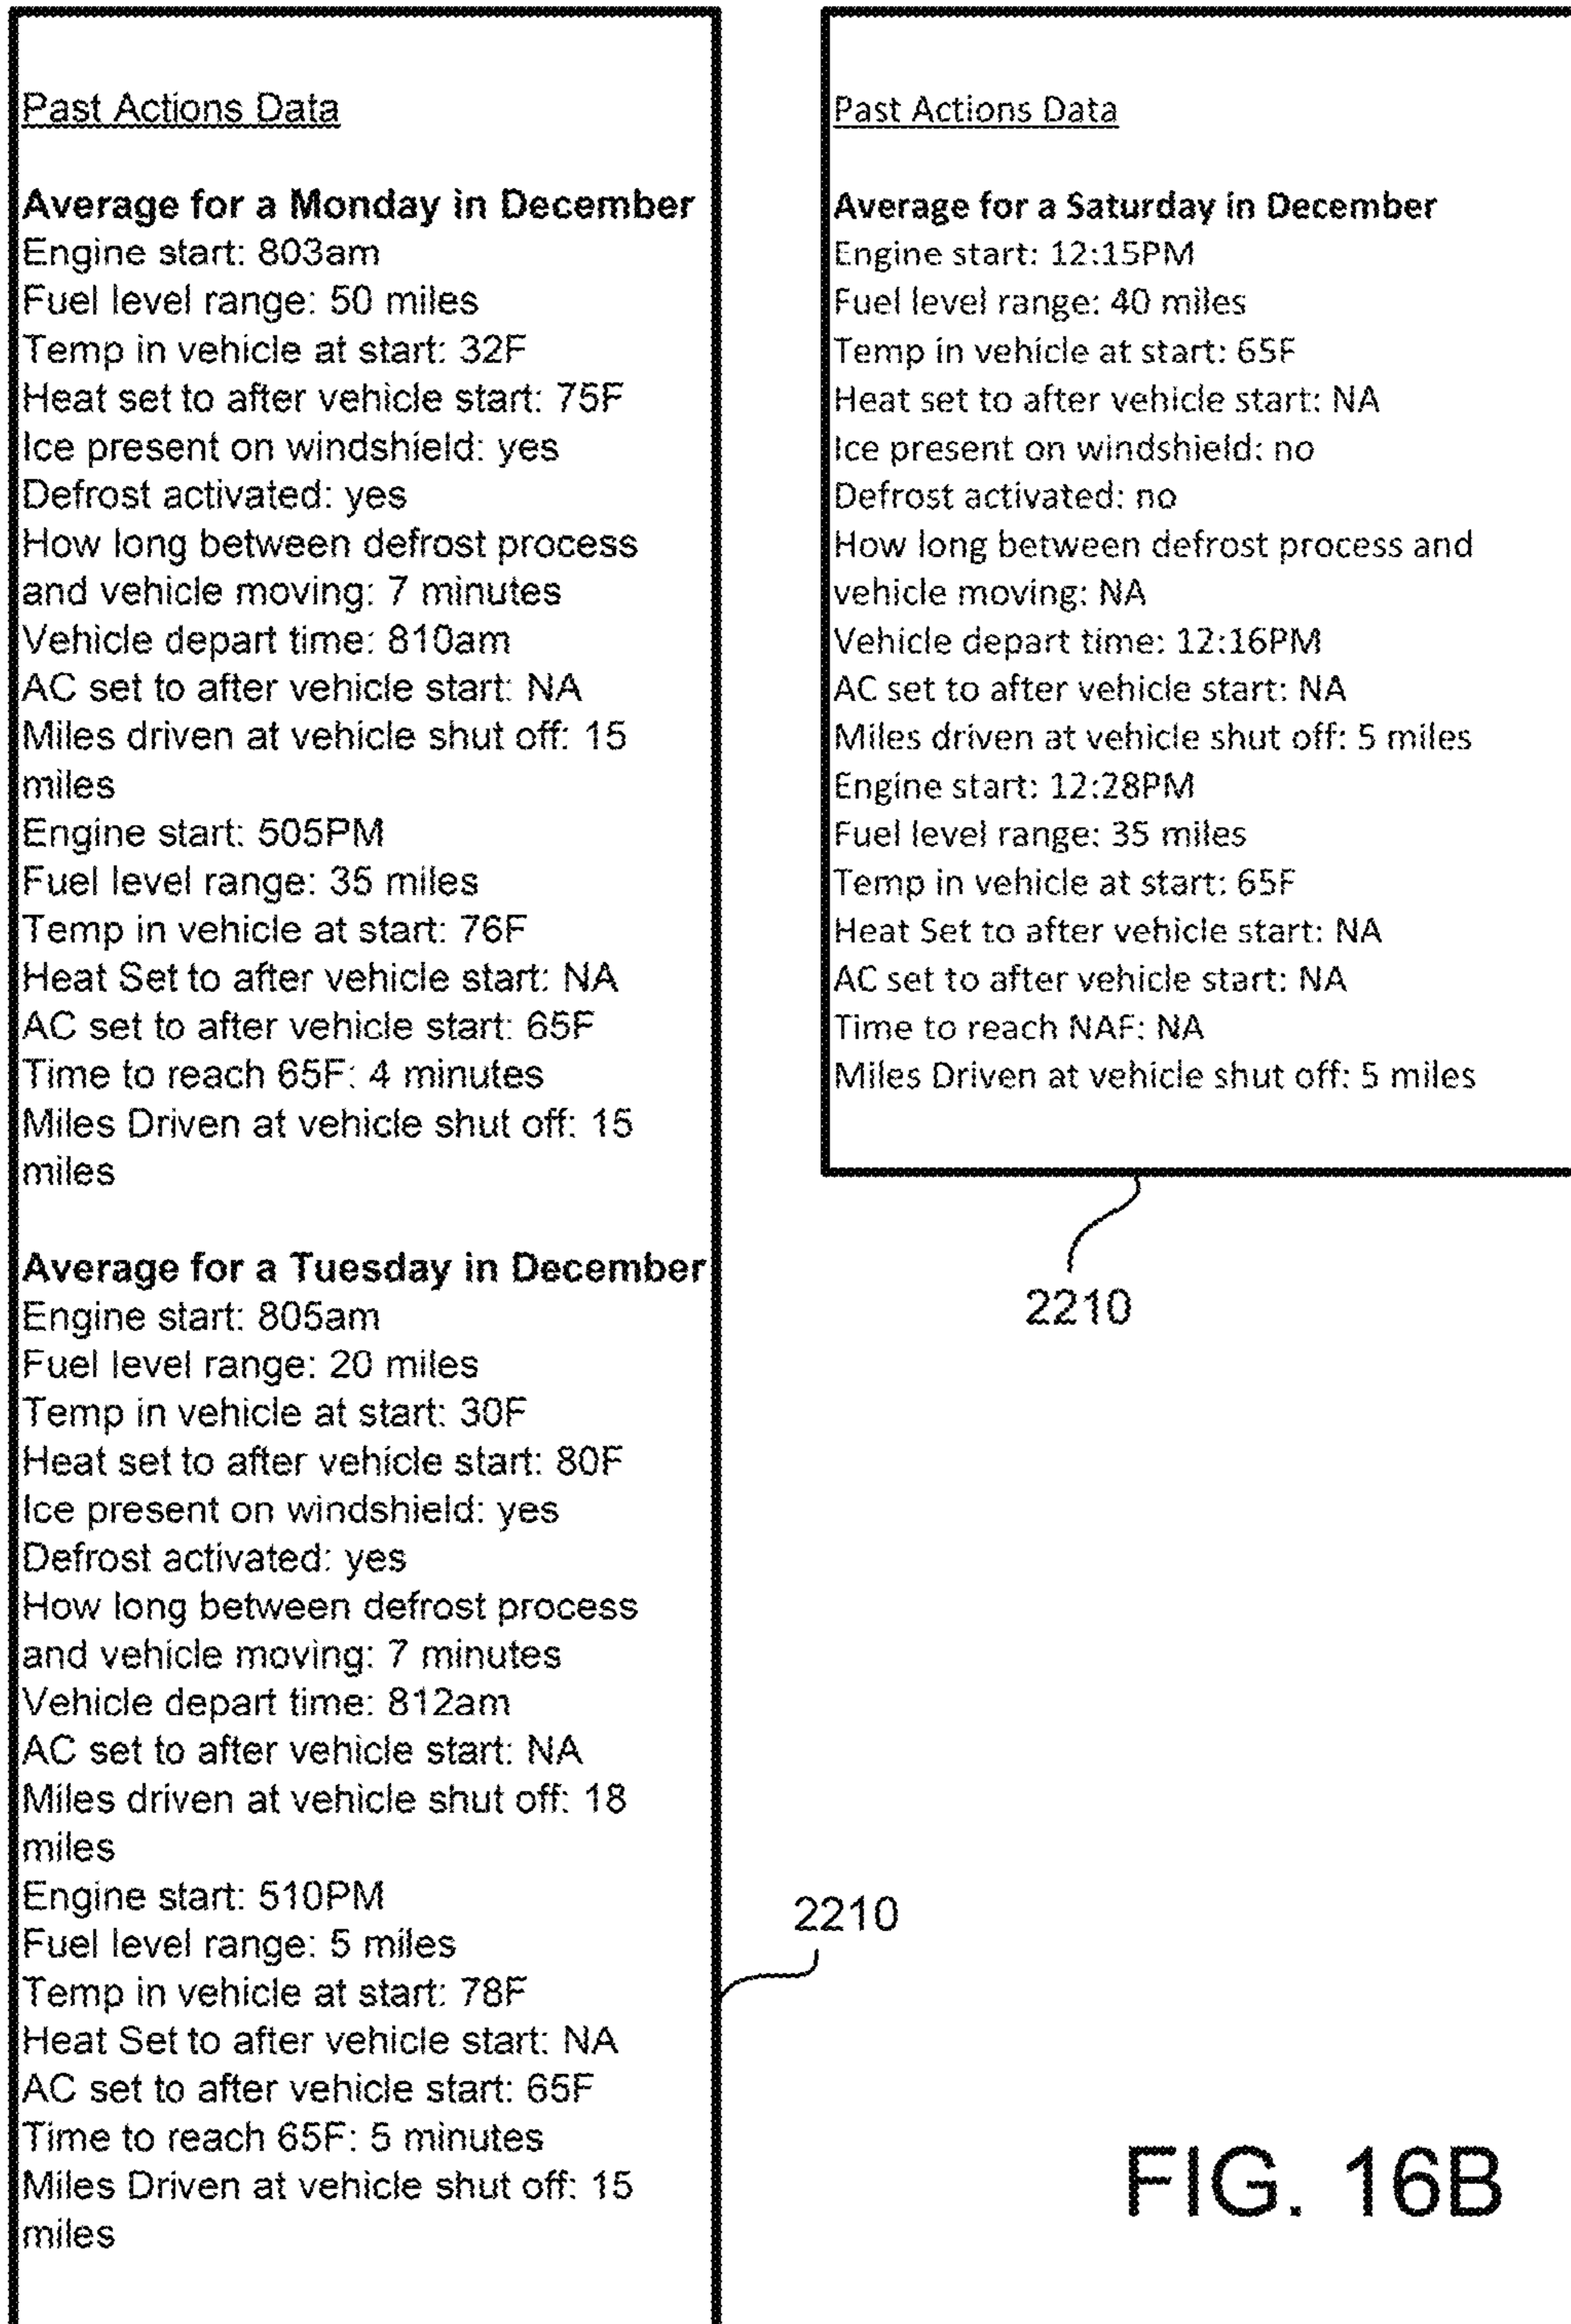 Past Actions Data
Average for a Monday in December
Engine start: 803am
Fuel level range: 50 miles
Temp in vehicle at start: 32F
Heat set to after vehicle start: 75F
Ice present on windshield: yes
Defrost activated: yes
How long between defrost process
and vehicle moving: 7 minutes
Vehicle depart time: 810am
AC set to after vehicle start: NA
Miles driven at vehicle shut off: 15
miles
Engine start: 505PM
Fuel level range: 35 miles
Temp in vehicle at start: 76F
Heat Set to after vehicle start: NA
AC set to after vehicle start: 65F
Time to reach 65F: 4 minutes
Miles Driven at vehicle shut off: 15
miles
Average for a Tuesday in December
Engine start: 805am
Fuel level range: 20 miles
Temp in vehicle at start: 30F
Heat set to after vehicle start: 80F
Ice present on windshield: yes
Defrost activated: yes
How long between defrost process
and vehicle moving: 7 minutes
Vehicle depart time: 812am
AC set to after vehicle start: NA
Miles driven at vehicle shut off: 18
miles
Engine start: 510PM
Fuel level range: 5 miles
Temp in vehicle at start: 78F
Heat Set to after vehicle start: NA
AC set to after vehicle start: 65F
Time to reach 65F: 5 minutes
Miles Driven at vehicle shut off: 15
miles
2210
Past Actions Data
Average for a Saturday in December
Engine start: 12:15PM
Fuel level range: 40 miles
Temp in vehicle at start: 65F
Heat set to after vehicle start: NA
Ice present on windshield: no
Defrost activated: no
How long between defrost process and
vehicle moving: NA
Vehicle depart time: 12:16PM
AC set to after vehicle start: NA
Miles driven at vehicle shut off: 5 miles
Engine start: 12:28PM
Fuel level range: 35 miles
Temp in vehicle at start: 65F
Heat Set to after vehicle start: NA
AC set to after vehicle start: NA
Time to reach NAF: NA
Miles Driven at vehicle shut off: 5 miles
2210
FIG. 16B